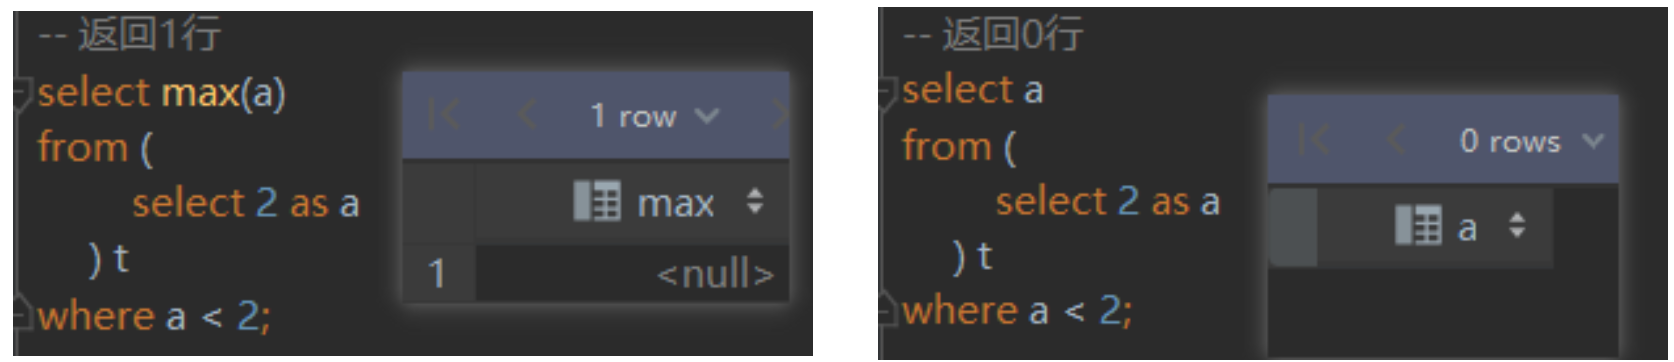 -- 返回1行
select max(a)
from (
select 2 as a
) t
where a < 2;
1 row
max
1
<null>
-- 返回0行
select a
from (
select 2 as a
) t
where a < 2;
0 rows
a